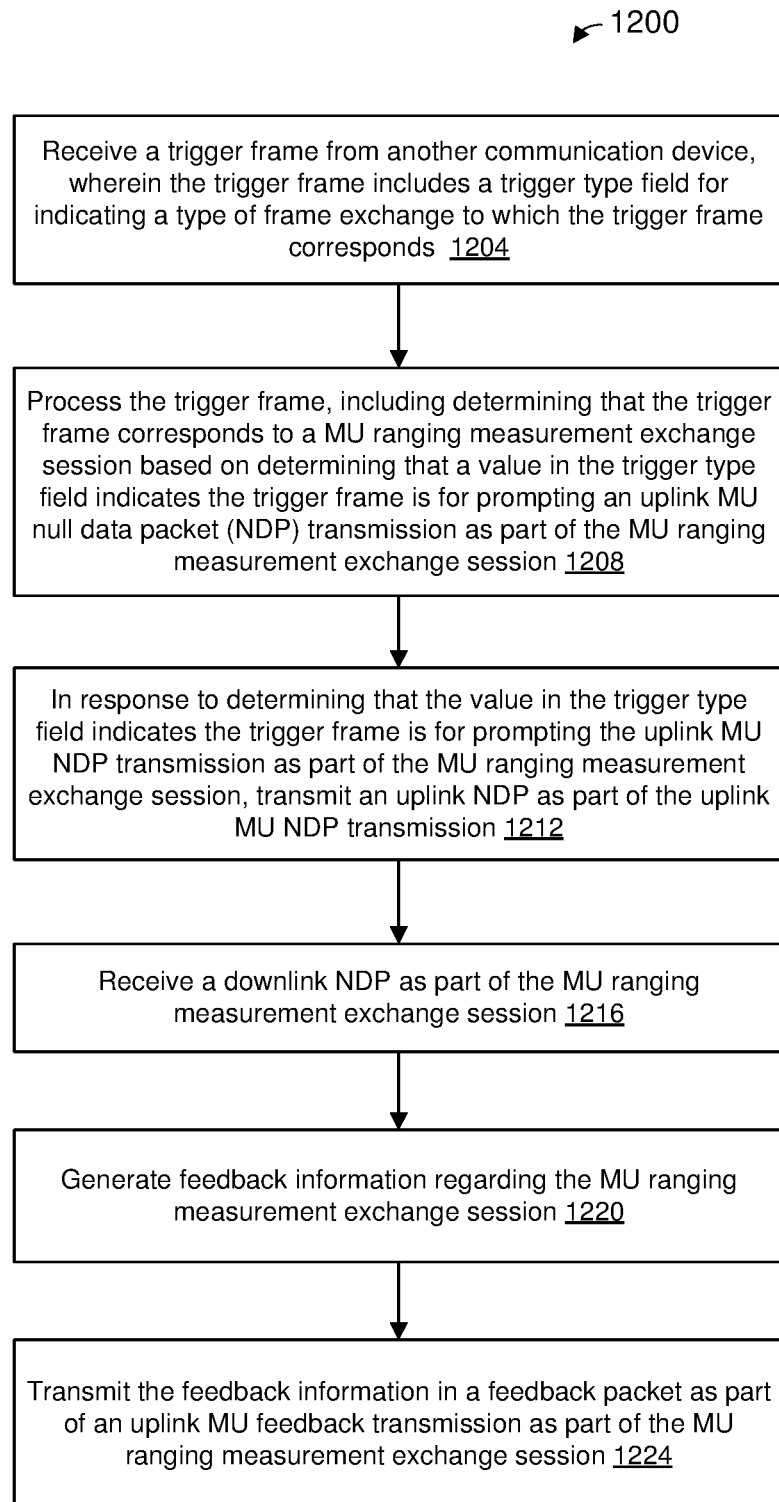 1200
Receive a trigger frame from another communication device,
wherein the trigger frame includes a trigger type field for
indicating a type of frame exchange to which the trigger frame
corresponds 1204
Process the trigger frame, including determining that the trigger
frame corresponds to a MU ranging measurement exchange
session based on determining that a value in the trigger type
field indicates the trigger frame is for prompting an uplink MU
null data packet (NDP) transmission as part of the MU ranging
measurement exchange session 1208
In response to determining that the value in the trigger type
field indicates the trigger frame is for prompting the uplink MU
NDP transmission as part of the MU ranging measurement
exchange session, transmit an uplink NDP as part of the uplink
MU NDP transmission 1212
Receive a downlink NDP as part of the MU ranging
measurement exchange session 1216
Generate feedback information regarding the MU ranging
measurement exchange session 1220
Transmit the feedback information in a feedback packet as part
of an uplink MU feedback transmission as part of the MU
ranging measurement exchange session 1224